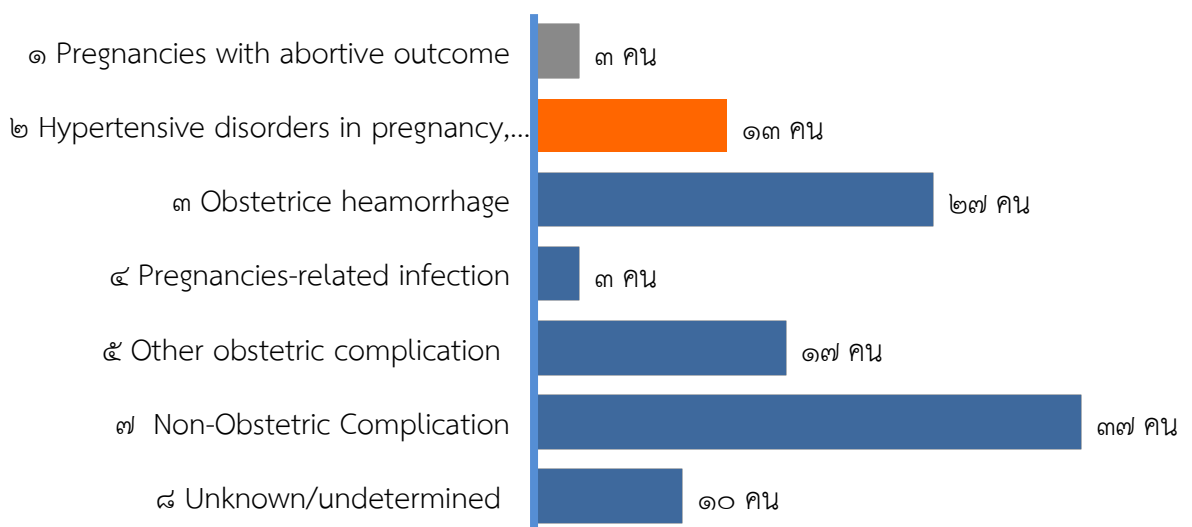 ๑ Pregnancies with abortive outcome ๓ คน
๒ Hypertensive disorders in pregnancy,... ๑๓ คน
๓ Obstetrice heamorrhage ๒๗ คน
๔ Pregnancies-related infection ๓ คน
๕ Other obstetric complication ๑๗ คน
๗ Non-Obstetric Complication ๓๗ คน
๘ Unknown/undetermined ๑๐ คน